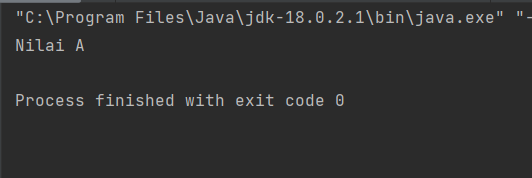 "C:\Program Files\Java\jdk-18.0.2.1\bin\java.exe" "-
Nilai A
Process finished with exit code 0